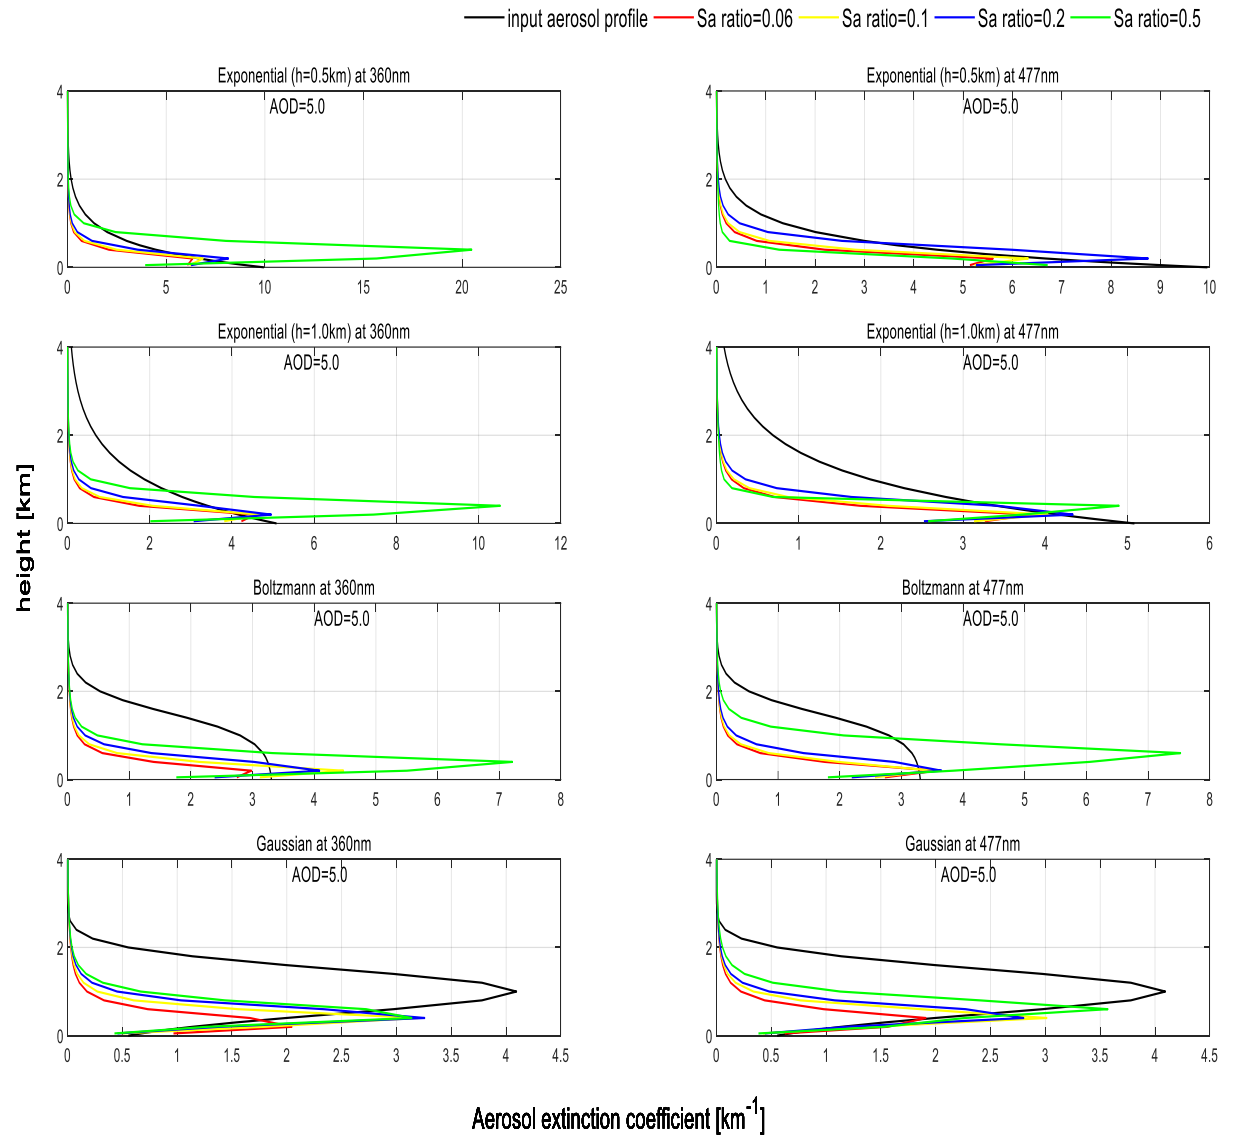 input aerosol profile Sa ratio=0.06 Sa ratio=0.1 Sa ratio=0.2 Sa ratio=0.5
Exponential (h=0.5km) at 360nm
AOD=5.0
4
2
0
0 5 10 15 20 25
Exponential (h=0.5km) at 477nm
AOD=5.0
4
2
0
0 1 2 3 4 5 6 7 8 9 10
Exponential (h=1.0km) at 360nm
AOD=5.0
4
2
0
0 2 4 6 8 10 12
Exponential (h=1.0km) at 477nm
AOD=5.0
4
2
0
0 1 2 3 4 5 6
height [km]
Boltzmann at 360nm
AOD=5.0
4
2
0
0 1 2 3 4 5 6 7 8
Boltzmann at 477nm
AOD=5.0
4
2
0
0 1 2 3 4 5 6 7 8
Gaussian at 360nm
AOD=5.0
4
2
0
0 0.5 1 1.5 2 2.5 3 3.5 4 4.5
Gaussian at 477nm
AOD=5.0
4
2
0
0 0.5 1 1.5 2 2.5 3 3.5 4 4.5
Aerosol extinction coefficient [km⁻¹]